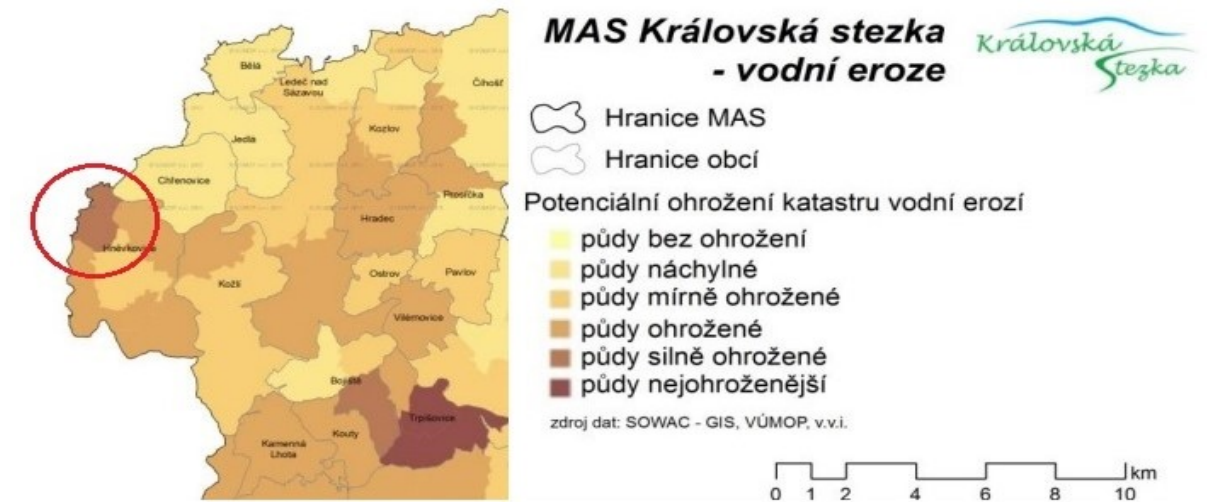 MAS Královská stezka
- vodní eroze
Královská
Stezka
Hranice MAS
Hranice obcí
Potenciální ohrožení katastru vodní erozí
půdy bez ohrožení
půdy náchylné
půdy mírně ohrožené
půdy ohrožené
půdy silně ohrožené
půdy nejohroženější
zdroj dat: SOWAC - GIS, VÚMOP, v.v.i.
km
0 1 2 4 6 8 10
Bělá
Ledeč nad
Sázavou
Číhošť
Kozlov
Jedlá
Chřenovice
Prosíčka
Hradec
Hněvkovice
Ostrov
Pavlov
Kožlí
Vilémovice
Bojiště
Trpišovice
Kouty
Kamenná
Lhota